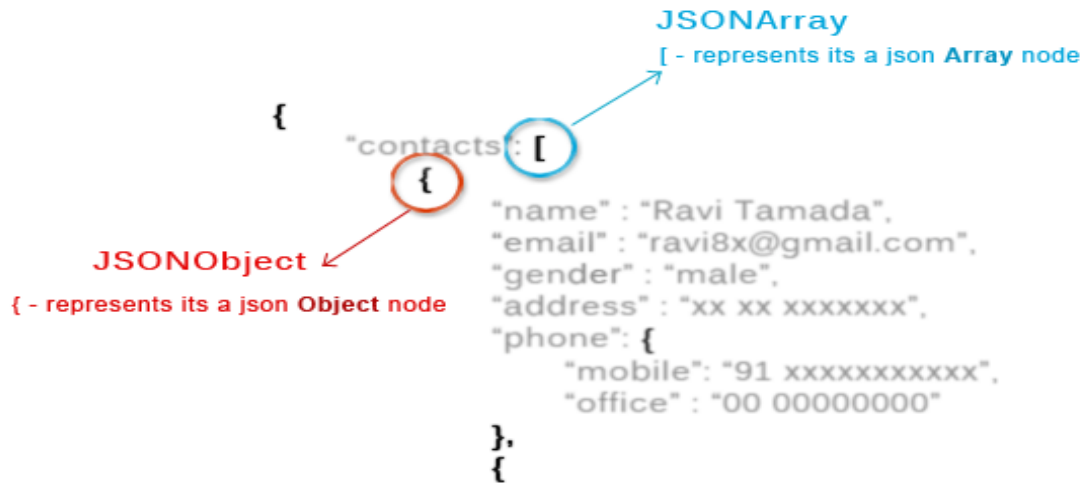 JSONArray
[ - represents its a json Array node
{
“contacts”: [
{
“name” : “Ravi Tamada”,
“email” : “ravi8x@gmail.com”,
“gender” : “male”,
“address” : “xx xx xxxxxxx”,
“phone”: {
“mobile”: “91 xxxxxxxxxxx”,
“office” : “00 00000000”
},
{
JSONObject
{ - represents its a json Object node